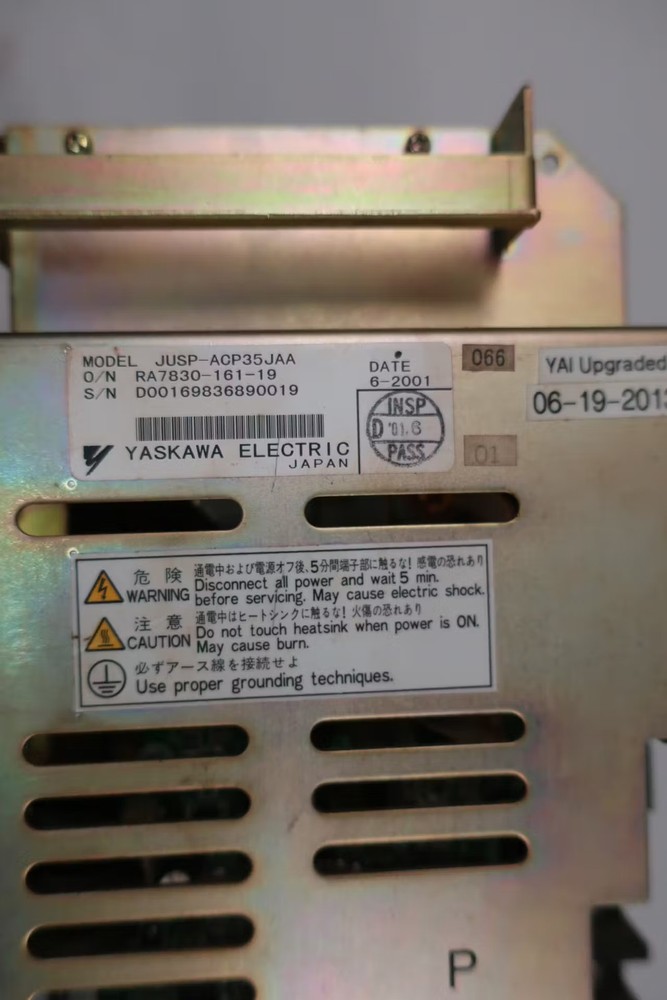 MODEL JUSP-ACP35JAA
O/N RA7830-161-19
S/N D00169836890019
DATE
6-2001
INSP
D '01.6
PASS
YASKAWA ELECTRIC
JAPAN
066
01
YAI Upgraded
06-19-2013
危険
WARNING
通電中および電源オフ後、5分間端子部に触るな! 感電の恐れあり
Disconnect all power and wait 5 min.
before servicing. May cause electric shock.
注意
CAUTION
通電中はヒートシンクに触るな! 火傷の恐れあり
Do not touch heatsink when power is ON.
May cause burn.
必ずアース線を接続せよ
Use proper grounding techniques.
P